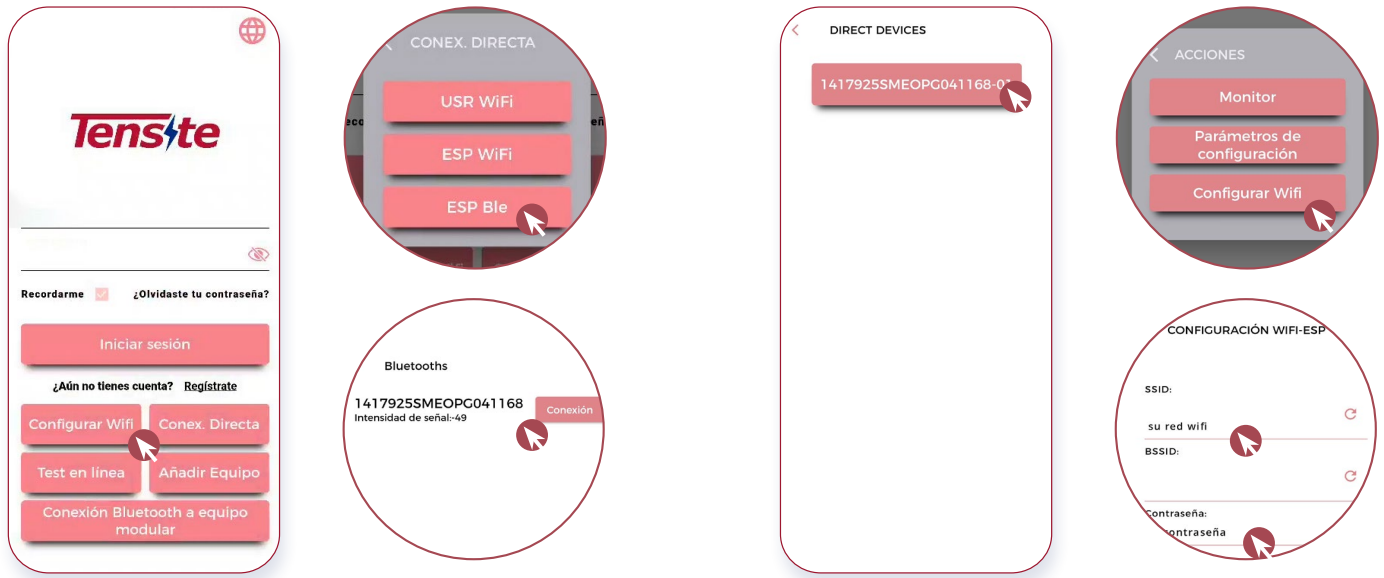 Tensite
Recordarme
¿Olvidaste tu contraseña?
Iniciar sesión
¿Aún no tienes cuenta? Regístrate
Configurar Wifi
Conex. Directa
Test en línea
Añadir Equipo
Conexión Bluetooth a equipo
modular
CONEX. DIRECTA
USR WiFi
ESP WiFi
ESP Ble
Bluetooths
1417925SMEOPG041168
Intensidad de señal:-49
Conexión
DIRECT DEVICES
1417925SMEOPG041168-01
ACCIONES
Monitor
Parámetros de
configuración
Configurar Wifi
CONFIGURACIÓN WIFI-ESP
SSID:
su red wifi
BSSID:
Contraseña:
contraseña